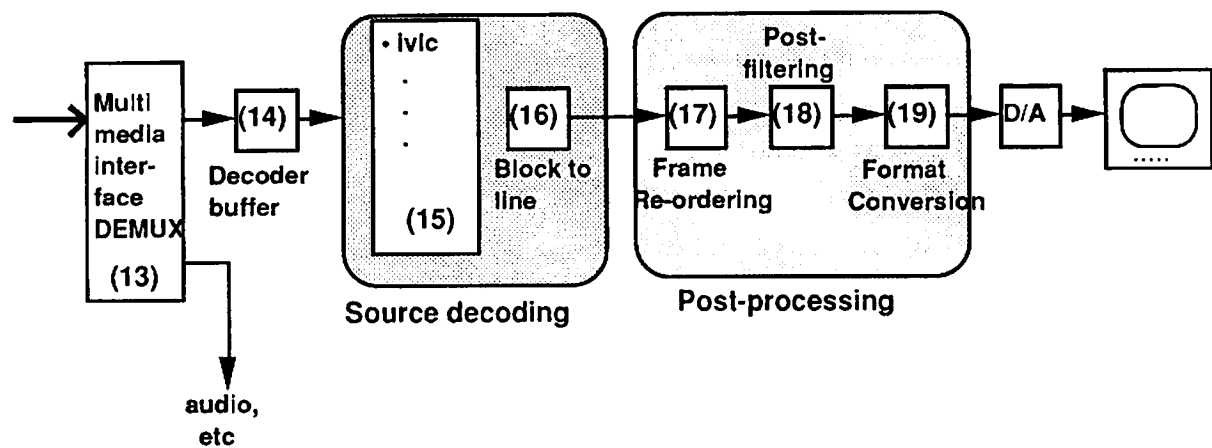 Multi
media
inter-
face
DEMUX
(13)
audio,
etc
(14)
Decoder
buffer
• ivlc
(15)
(16)
Block to
line
Source decoding
(17)
Frame
Re-ordering
Post-
filtering
(18)
(19)
Format
Conversion
Post-processing
D/A